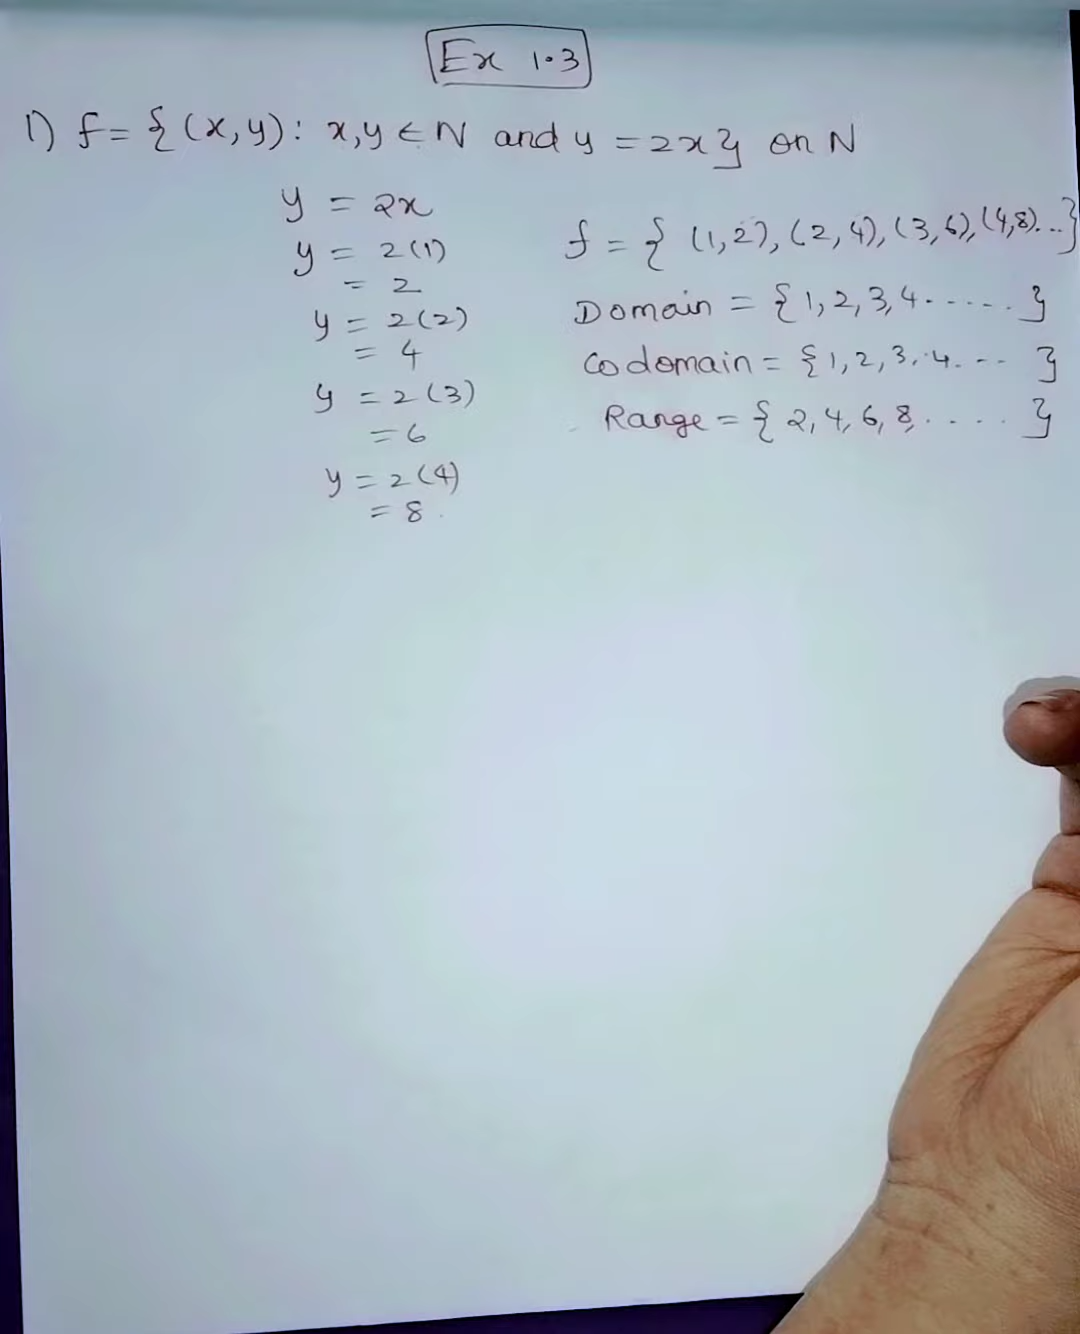 Ex 1.3
1) f = { (x, y) : x, y ∈ N and y = 2x } on N
y = 2x
y = 2(1)
= 2
y = 2(2)
= 4
y = 2(3)
= 6
y = 2(4)
= 8
f = { (1,2), (2,4), (3,6), (4,8)... }
Domain = { 1, 2, 3, 4 ...... }
Codomain = { 1, 2, 3, 4. -- }
Range = { 2, 4, 6, 8, ..... }